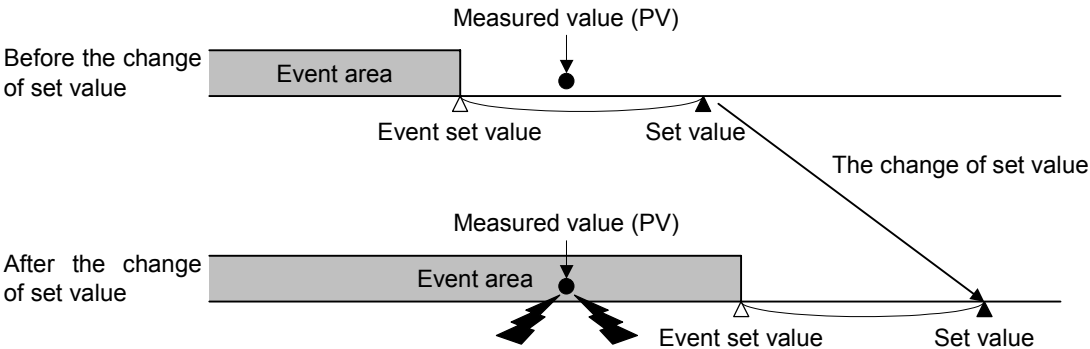 Measured value (PV)
Before the change
of set value
Event area
Event set value
Set value
The change of set value
Measured value (PV)
After the change
of set value
Event area
Event set value
Set value